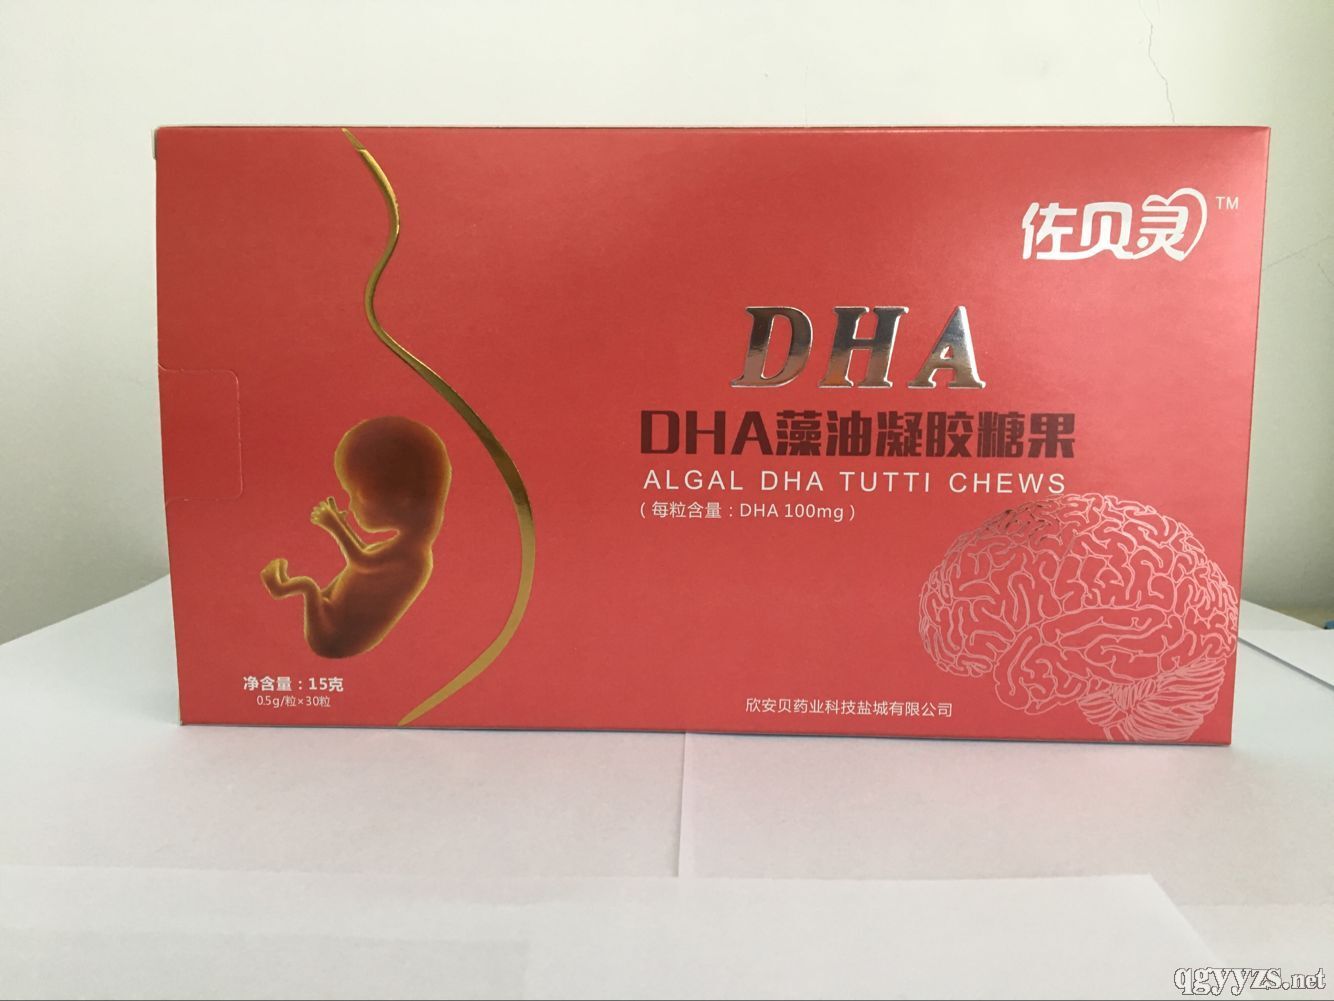 佐贝灵 TM
DHA
DHA藻油凝胶糖果
ALGAL DHA TUTTI CHEWS
（每粒含量：DHA 100mg）
净含量：15克
0.5g/粒×30粒
欣安贝药业科技盐城有限公司
qgyyzs.net